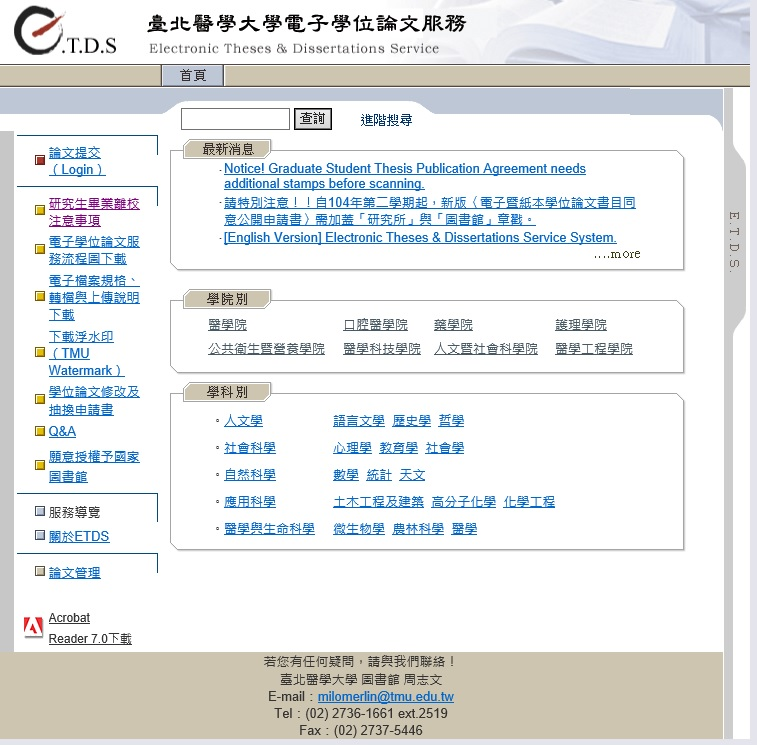 E.T.D.S
臺北醫學大學電子學位論文服務
Electronic Theses & Dissertations Service
首頁
查詢
進階搜尋
論文提交
（Login）
研究生畢業離校
注意事項
電子學位論文服
務流程圖下載
電子檔案規格、
轉檔與上傳說明
下載
下載浮水印
（TMU
Watermark）
學位論文修改及
抽換申請書
Q&A
願意授權予國家
圖書館
服務導覽
關於ETDS
論文管理
Acrobat
Reader 7.0下載
最新消息
Notice! Graduate Student Thesis Publication Agreement needs
additional stamps before scanning.
請特別注意！！自104年第二學期起，新版〈電子暨紙本學位論文書目同
意公開申請書〉需加蓋「研究所」與「圖書館」章戳。
[English Version] Electronic Theses & Dissertations Service System.
....more
學院別
醫學院 口腔醫學院 藥學院 護理學院
公共衛生暨營養學院 醫學科技學院 人文暨社會科學院 醫學工程學院
學科別
人文學 語言文學 歷史學 哲學
社會科學 心理學 教育學 社會學
自然科學 數學 統計 天文
應用科學 土木工程及建築 高分子化學 化學工程
醫學與生命科學 微生物學 農林科學 醫學
E.T.D.S.
若您有任何疑問，請與我們聯絡！
臺北醫學大學 圖書館 周志文
E-mail：milomerlin@tmu.edu.tw
Tel：(02) 2736-1661 ext.2519
Fax：(02) 2737-5446